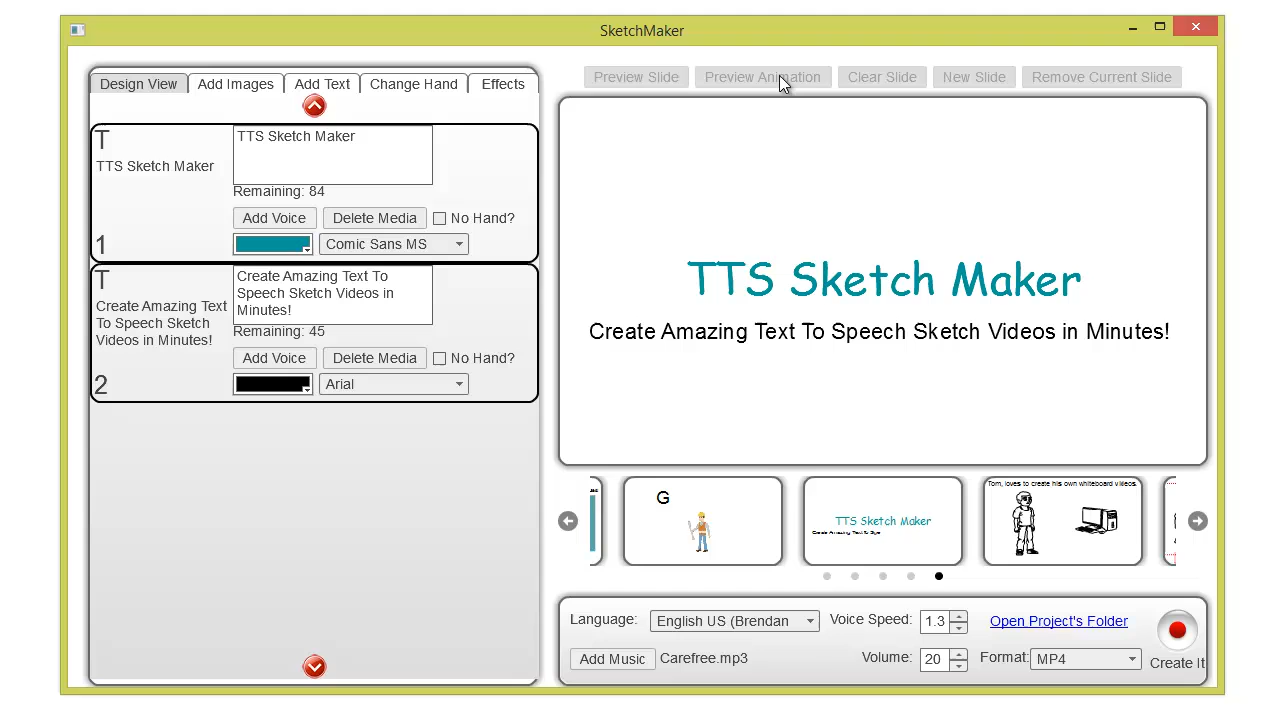 SketchMaker
Design View
Add Images
Add Text
Change Hand
Effects
T
TTS Sketch Maker
1
TTS Sketch Maker
Remaining: 84
Add Voice
Delete Media
No Hand?
Comic Sans MS
T
Create Amazing Text
To Speech Sketch
Videos in Minutes!
2
Create Amazing Text To
Speech Sketch Videos in
Minutes!
Remaining: 45
Add Voice
Delete Media
No Hand?
Arial
Preview Slide
Preview Animation
Clear Slide
New Slide
Remove Current Slide
TTS Sketch Maker
Create Amazing Text To Speech Sketch Videos in Minutes!
G
TTS Sketch Maker
Create Amazing Text To Spe
Tom, loves to create his own whiteboard videos.
Language:
English US (Brendan
Voice Speed:
1.3
Open Project's Folder
Add Music
Carefree.mp3
Volume:
20
Format:
MP4
Create It